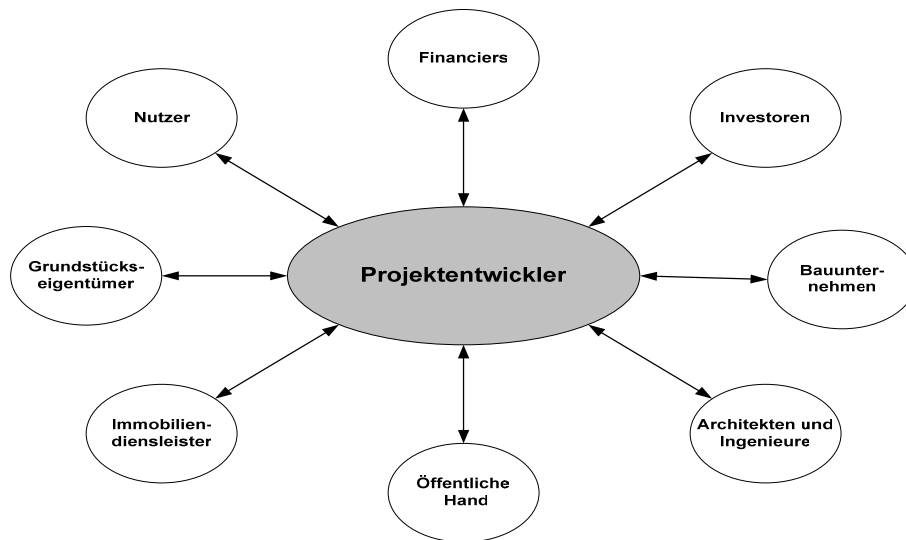 Financiers
Nutzer
Investoren
Grundstücks-
eigentümer
Projektentwickler
Bauunter-
nehmen
Immobilien-
diensleister
Architekten und
Ingenieure
Öffentliche
Hand